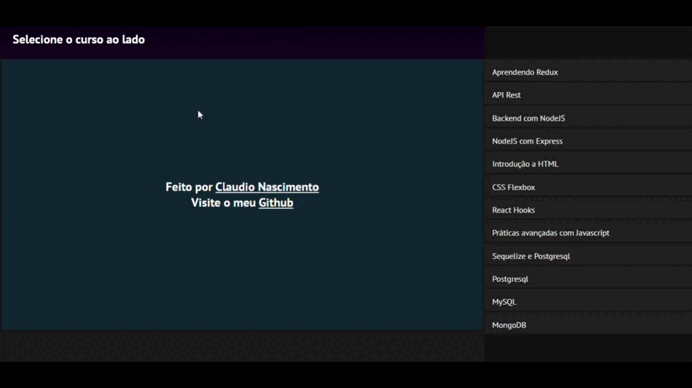 Selecione o curso ao lado
Feito por Claudio Nascimento
Visite o meu Github
Aprendendo Redux
API Rest
Backend com NodeJS
NodeJS com Express
Introdução a HTML
CSS Flexbox
React Hooks
Práticas avançadas com Javascript
Sequelize e Postgresql
Postgresql
MySQL
MongoDB